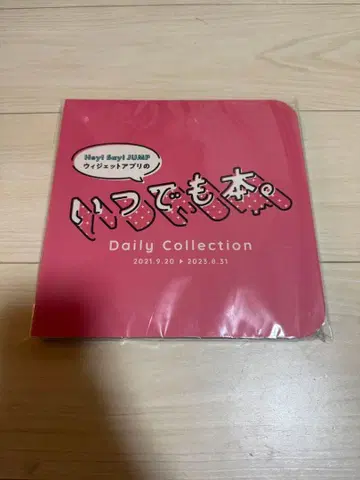 Hey! Say! JUMP
ウィジェットアプリの
いつでも本。
Daily Collection
2021.9.20 ▶ 2023.8.31